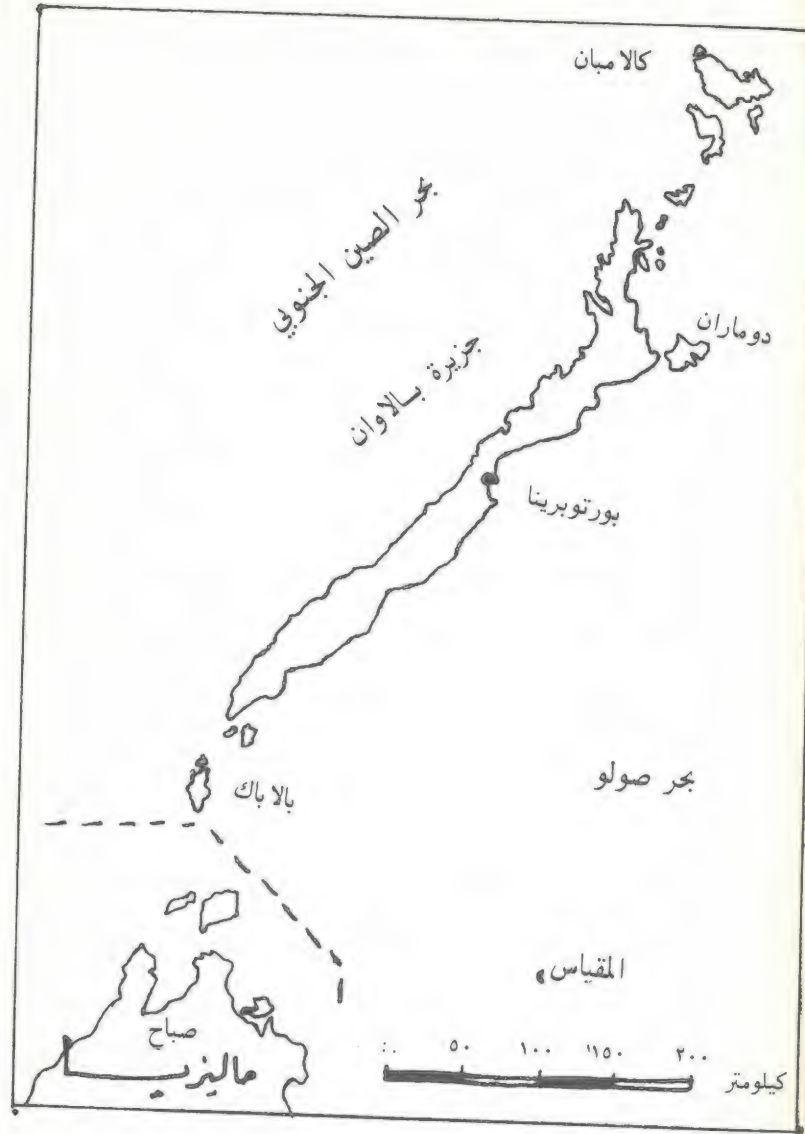 كالامبان
بحر الصين الجنوبي
دوماران
جزيرة بالاوان
بورتوبرينا
بحر صولو
بالاباك
المقياس
صباح
ماليزيا
٠ ٥٠ ١٠٠ ١٥٠ ٢٠٠
كيلومتر